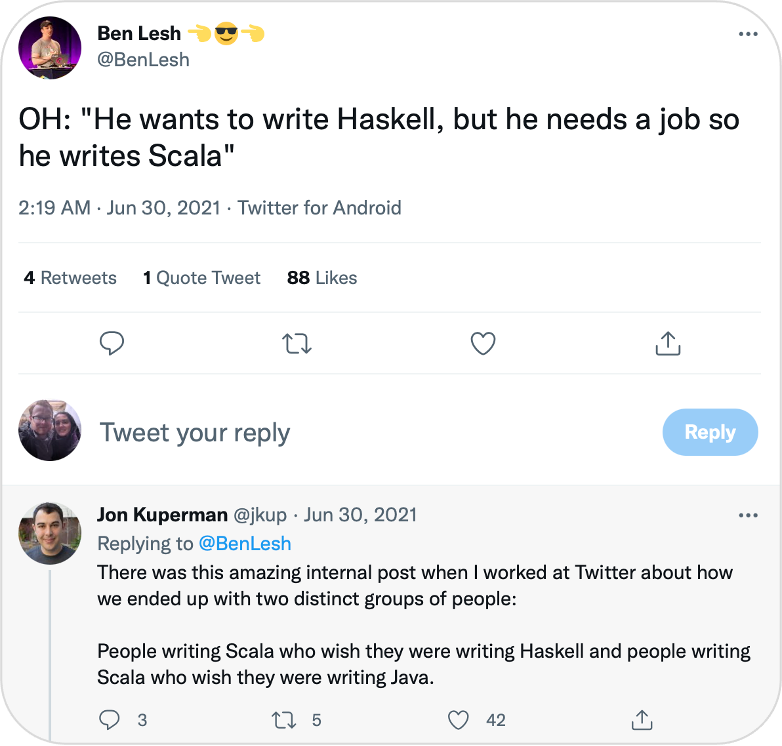 Ben Lesh 👈😎👈
@BenLesh
OH: "He wants to write Haskell, but he needs a job so
he writes Scala"
2:19 AM · Jun 30, 2021 · Twitter for Android
4 Retweets 1 Quote Tweet 88 Likes
Tweet your reply
Reply
Jon Kuperman @jkup · Jun 30, 2021
Replying to @BenLesh
There was this amazing internal post when I worked at Twitter about how
we ended up with two distinct groups of people:
People writing Scala who wish they were writing Haskell and people writing
Scala who wish they were writing Java.
3 5 42